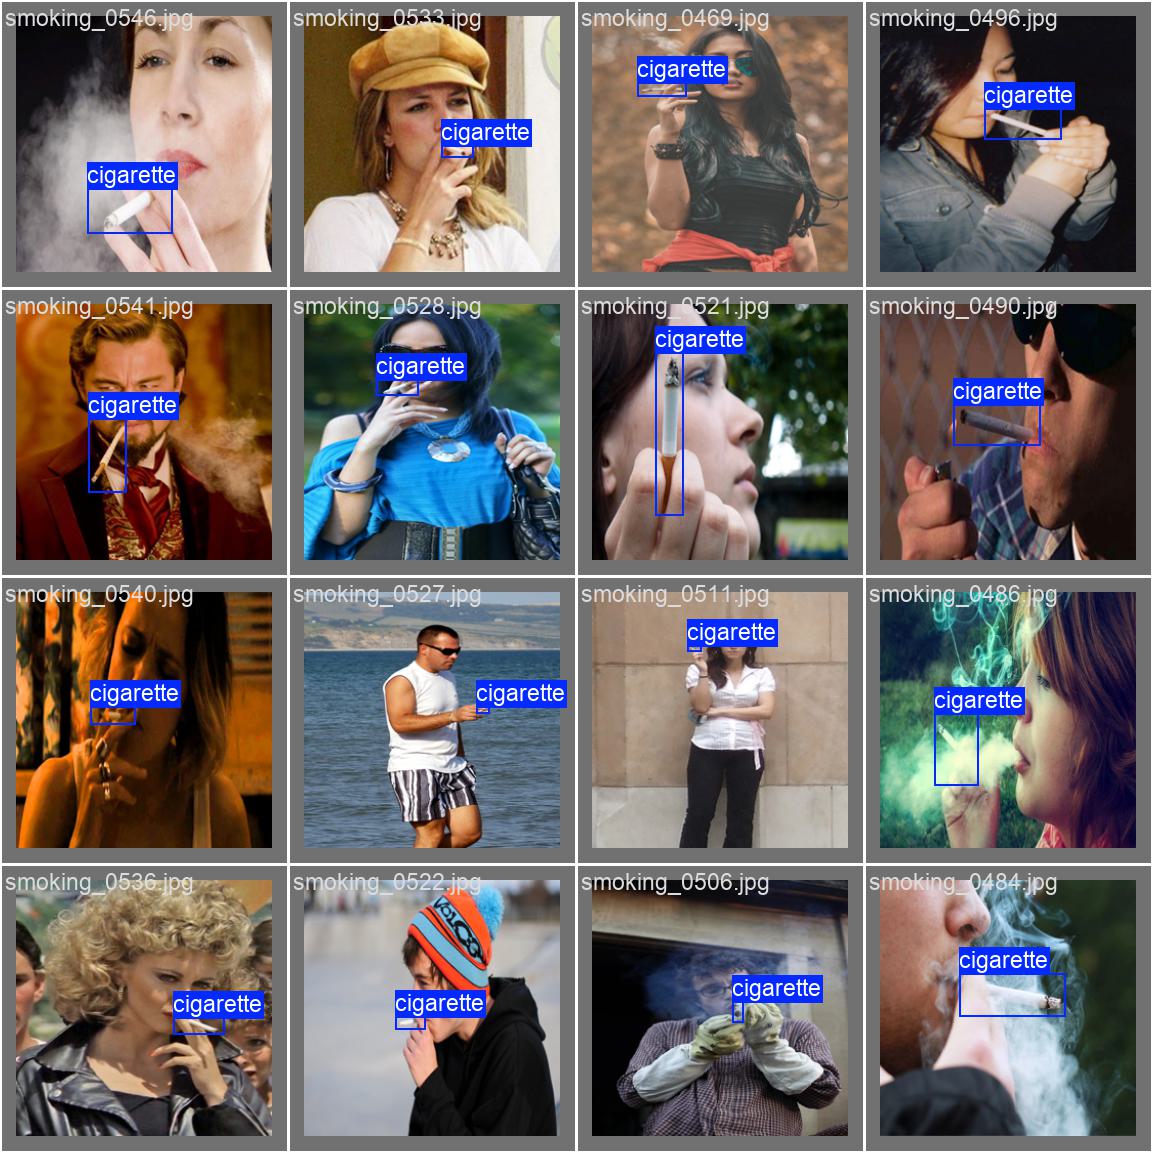 smoking_0546.jpg
smoking_0533.jpg
smoking_0469.jpg
smoking_0496.jpg
cigarette
cigarette
cigarette
cigarette
smoking_0541.jpg
smoking_0528.jpg
smoking_0521.jpg
smoking_0490.jpg
cigarette
cigarette
cigarette
cigarette
smoking_0540.jpg
smoking_0527.jpg
smoking_0511.jpg
smoking_0486.jpg
cigarette
cigarette
cigarette
cigarette
smoking_0536.jpg
smoking_0522.jpg
smoking_0506.jpg
smoking_0484.jpg
VOLCO
cigarette
cigarette
cigarette
cigarette